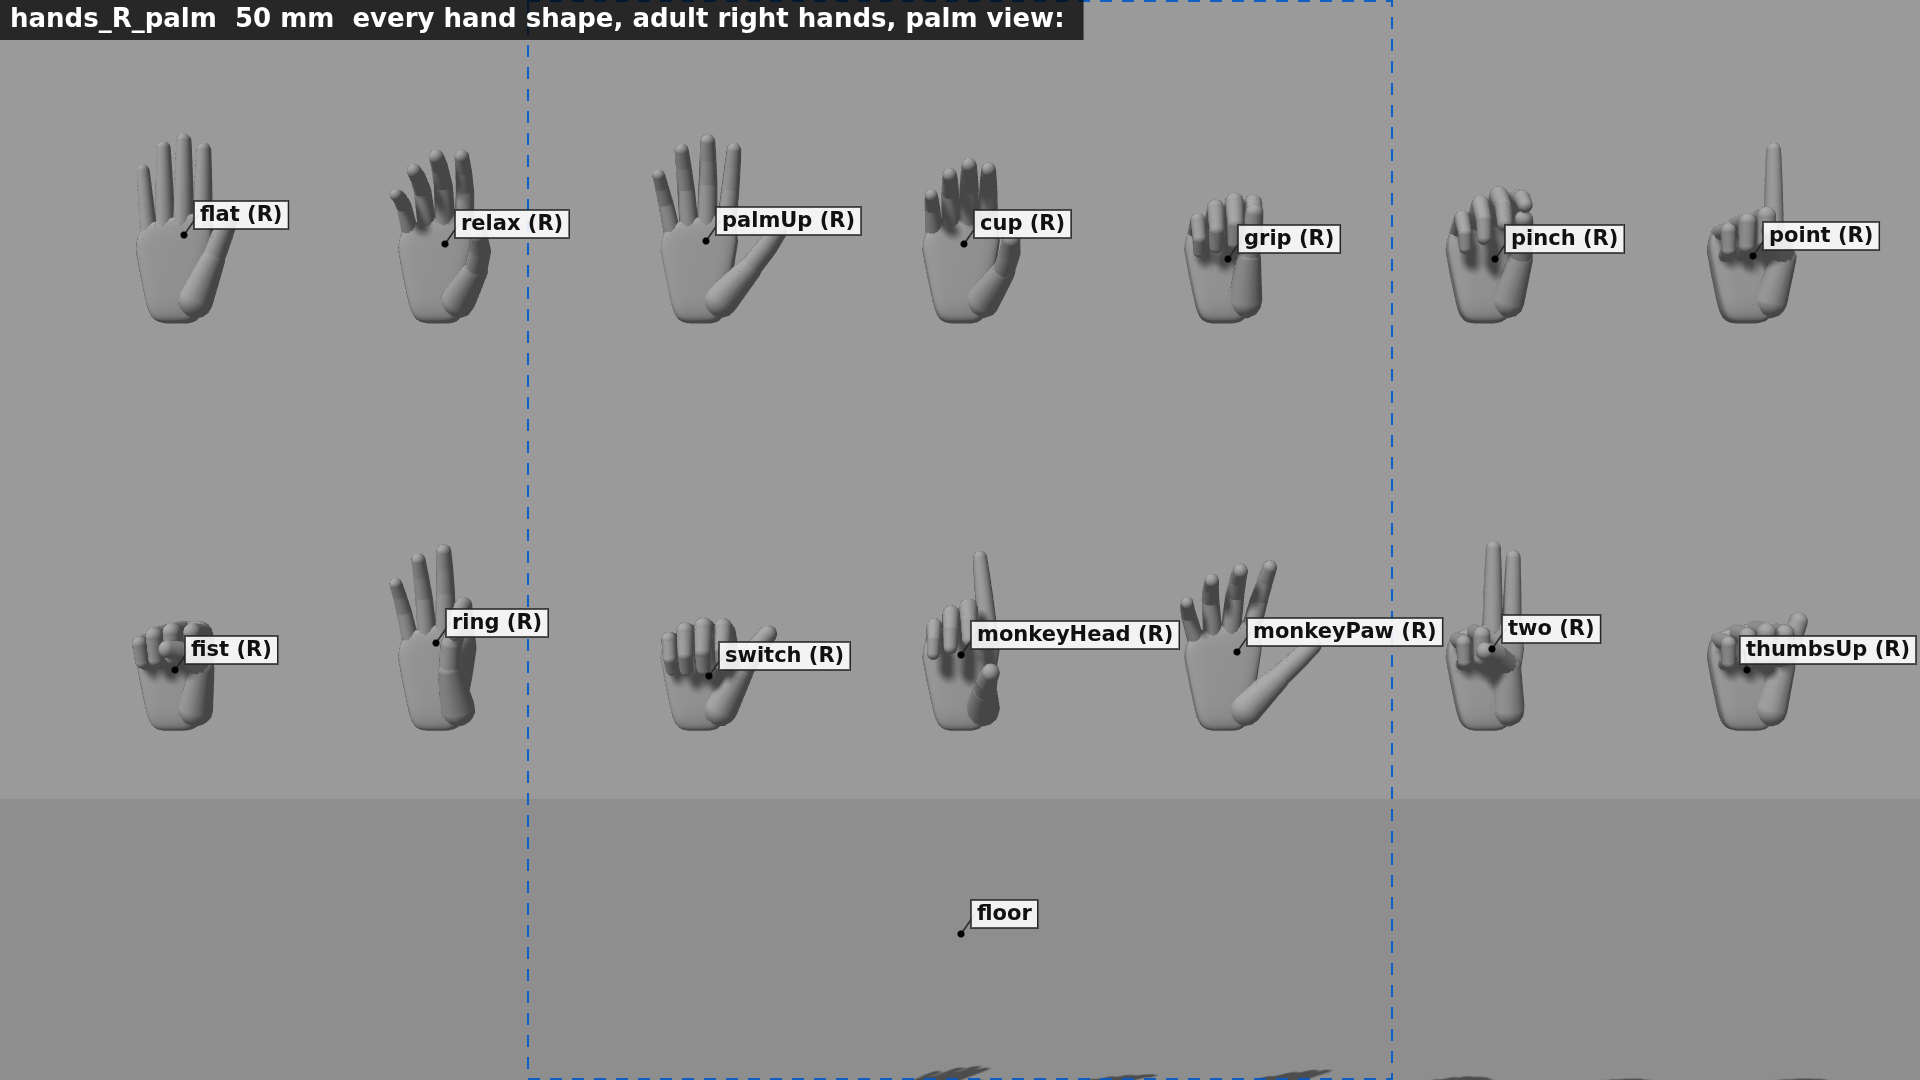 hands_R_palm  50 mm  every hand shape, adult right hands, palm view:
flat (R)
relax (R)
palmUp (R)
cup (R)
grip (R)
pinch (R)
point (R)
fist (R)
ring (R)
switch (R)
monkeyHead (R)
monkeyPaw (R)
two (R)
thumbsUp (R)
floor